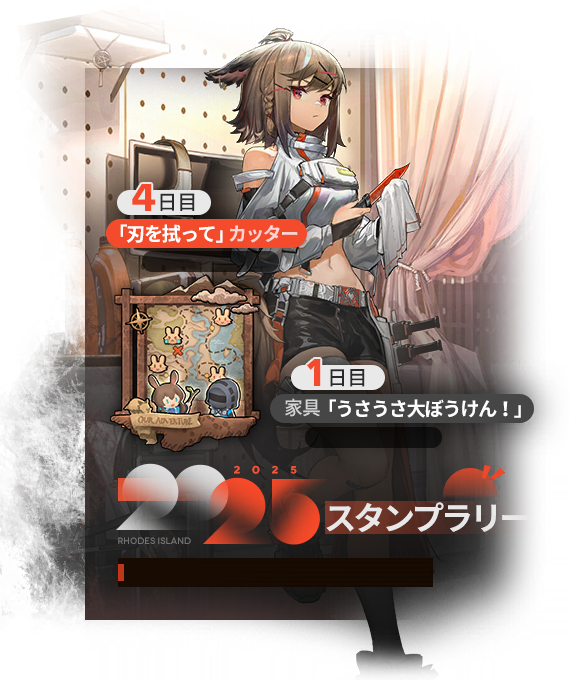 4日目
「刃を拭って」カッター
OUR ADVENTURE
1日目
家具「うさうさ大ぼうけん！」
2025
2025
スタンプラリー
RHODES ISLAND